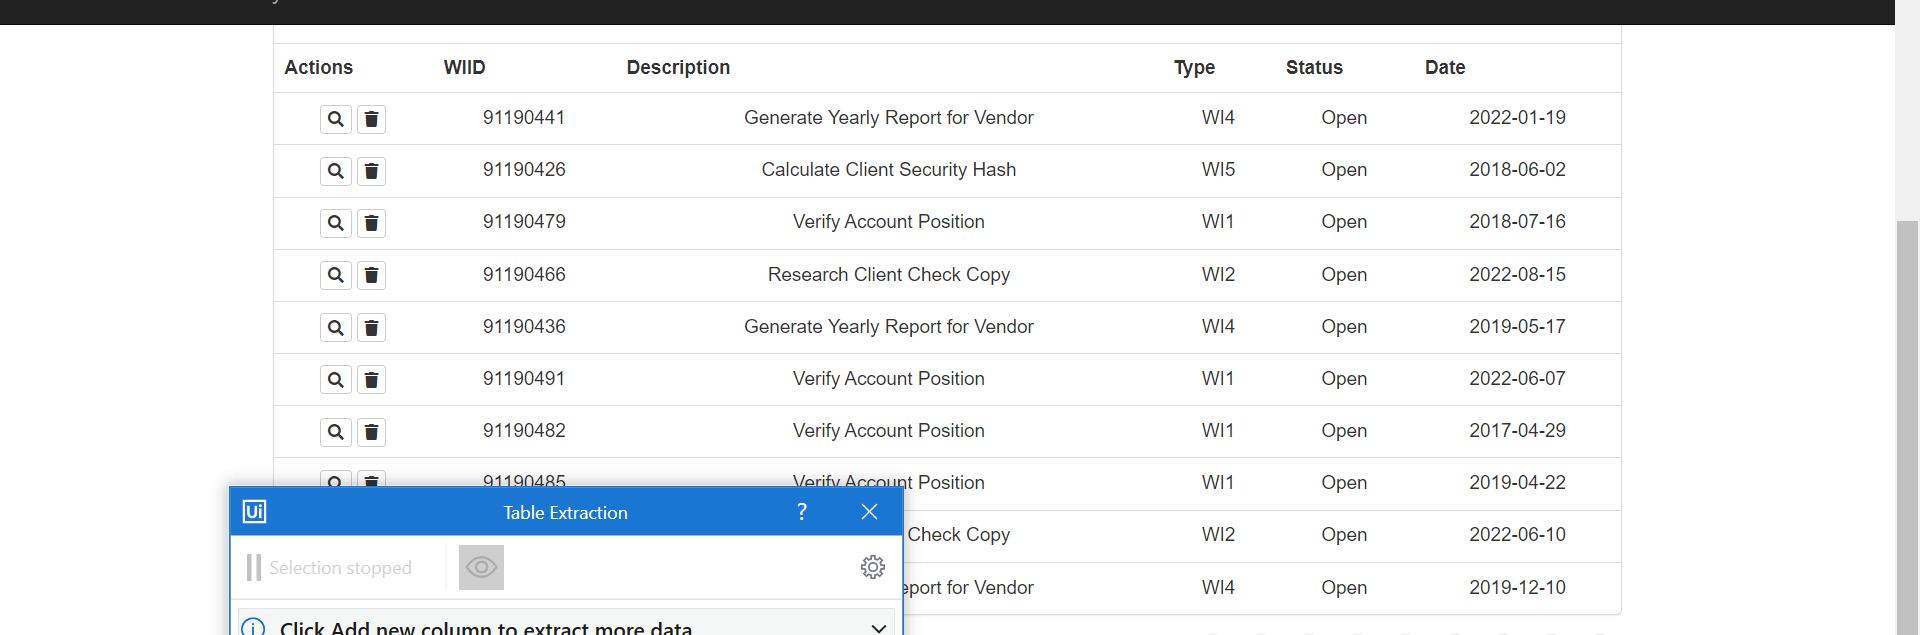 Actions WIID Description Type Status Date
91190441 Generate Yearly Report for Vendor WI4 Open 2022-01-19
91190426 Calculate Client Security Hash WI5 Open 2018-06-02
91190479 Verify Account Position WI1 Open 2018-07-16
91190466 Research Client Check Copy WI2 Open 2022-08-15
91190436 Generate Yearly Report for Vendor WI4 Open 2019-05-17
91190491 Verify Account Position WI1 Open 2022-06-07
91190482 Verify Account Position WI1 Open 2017-04-29
91190485 Verify Account Position WI1 Open 2019-04-22
Ui Table Extraction ?
Check Copy WI2 Open 2022-06-10
Selection stopped
eport for Vendor WI4 Open 2019-12-10
Click Add new column to extract more data